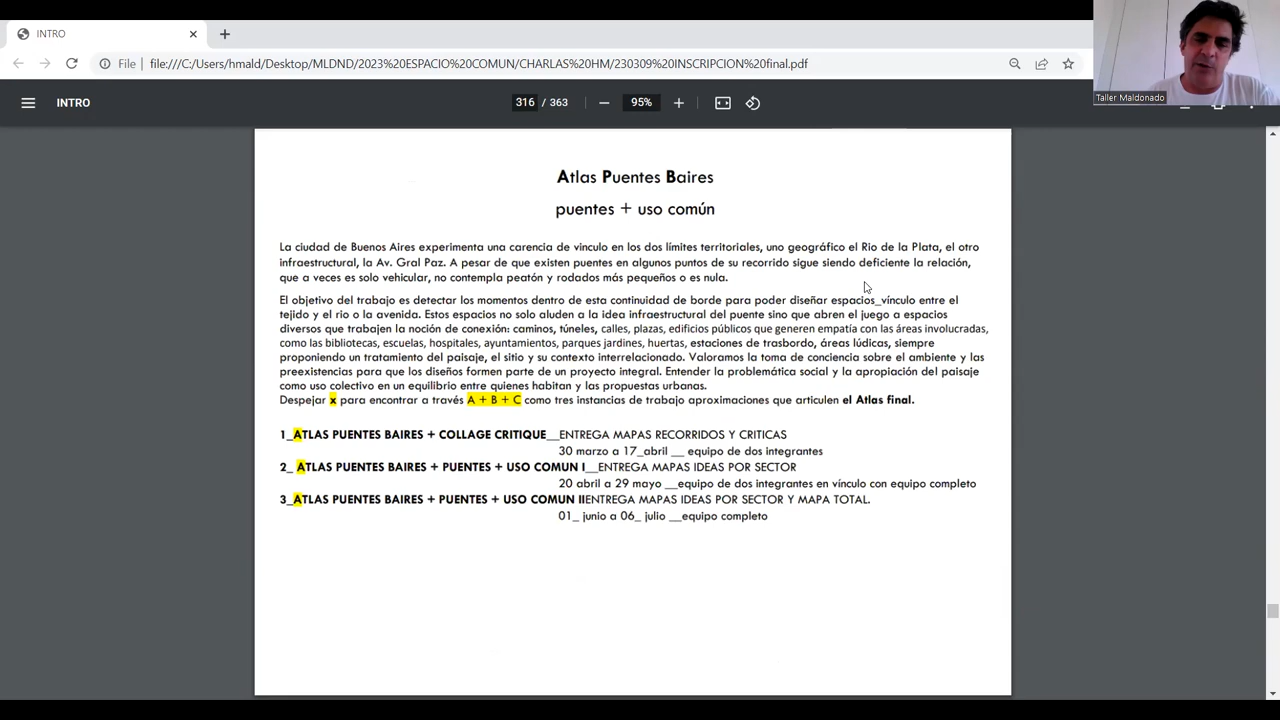 INTRO
File file:///C:/Users/hmald/Desktop/MLDND/2023%20ESPACIO%20COMUN/CHARLAS%20HM/230309%20INSCRIPCION%20final.pdf
Taller Maldonado
INTRO
316 / 363
95%
Atlas Puentes Baires
puentes + uso común
La ciudad de Buenos Aires experimenta una carencia de vinculo en los dos límites territoriales, uno geográfico el Rio de la Plata, el otro
infraestructural, la Av. Gral Paz. A pesar de que existen puentes en algunos puntos de su recorrido sigue siendo deficiente la relación,
que a veces es solo vehicular, no contempla peatón y rodados más pequeños o es nula.
El objetivo del trabajo es detectar los momentos dentro de esta continuidad de borde para poder diseñar espacios_vínculo entre el
tejido y el rio o la avenida. Estos espacios no solo aluden a la idea infraestructural del puente sino que abren el juego a espacios
diversos que trabajen la noción de conexión: caminos, túneles, calles, plazas, edificios públicos que generen empatía con las áreas involucradas,
como las bibliotecas, escuelas, hospitales, ayuntamientos, parques jardines, huertas, estaciones de trasbordo, áreas lúdicas, siempre
proponiendo un tratamiento del paisaje, el sitio y su contexto interrelacionado. Valoramos la toma de conciencia sobre el ambiente y las
preexistencias para que los diseños formen parte de un proyecto integral. Entender la problemática social y la apropiación del paisaje
como uso colectivo en un equilibrio entre quienes habitan y las propuestas urbanas.
Despejar x para encontrar a través A + B + C como tres instancias de trabajo aproximaciones que articulen el Atlas final.
1_ATLAS PUENTES BAIRES + COLLAGE CRITIQUE__ENTREGA MAPAS RECORRIDOS Y CRITICAS
30 marzo a 17_abril __ equipo de dos integrantes
2_ ATLAS PUENTES BAIRES + PUENTES + USO COMUN I__ENTREGA MAPAS IDEAS POR SECTOR
20 abril a 29 mayo __equipo de dos integrantes en vínculo con equipo completo
3_ATLAS PUENTES BAIRES + PUENTES + USO COMUN IIENTREGA MAPAS IDEAS POR SECTOR Y MAPA TOTAL.
01_ junio a 06_ julio __equipo completo